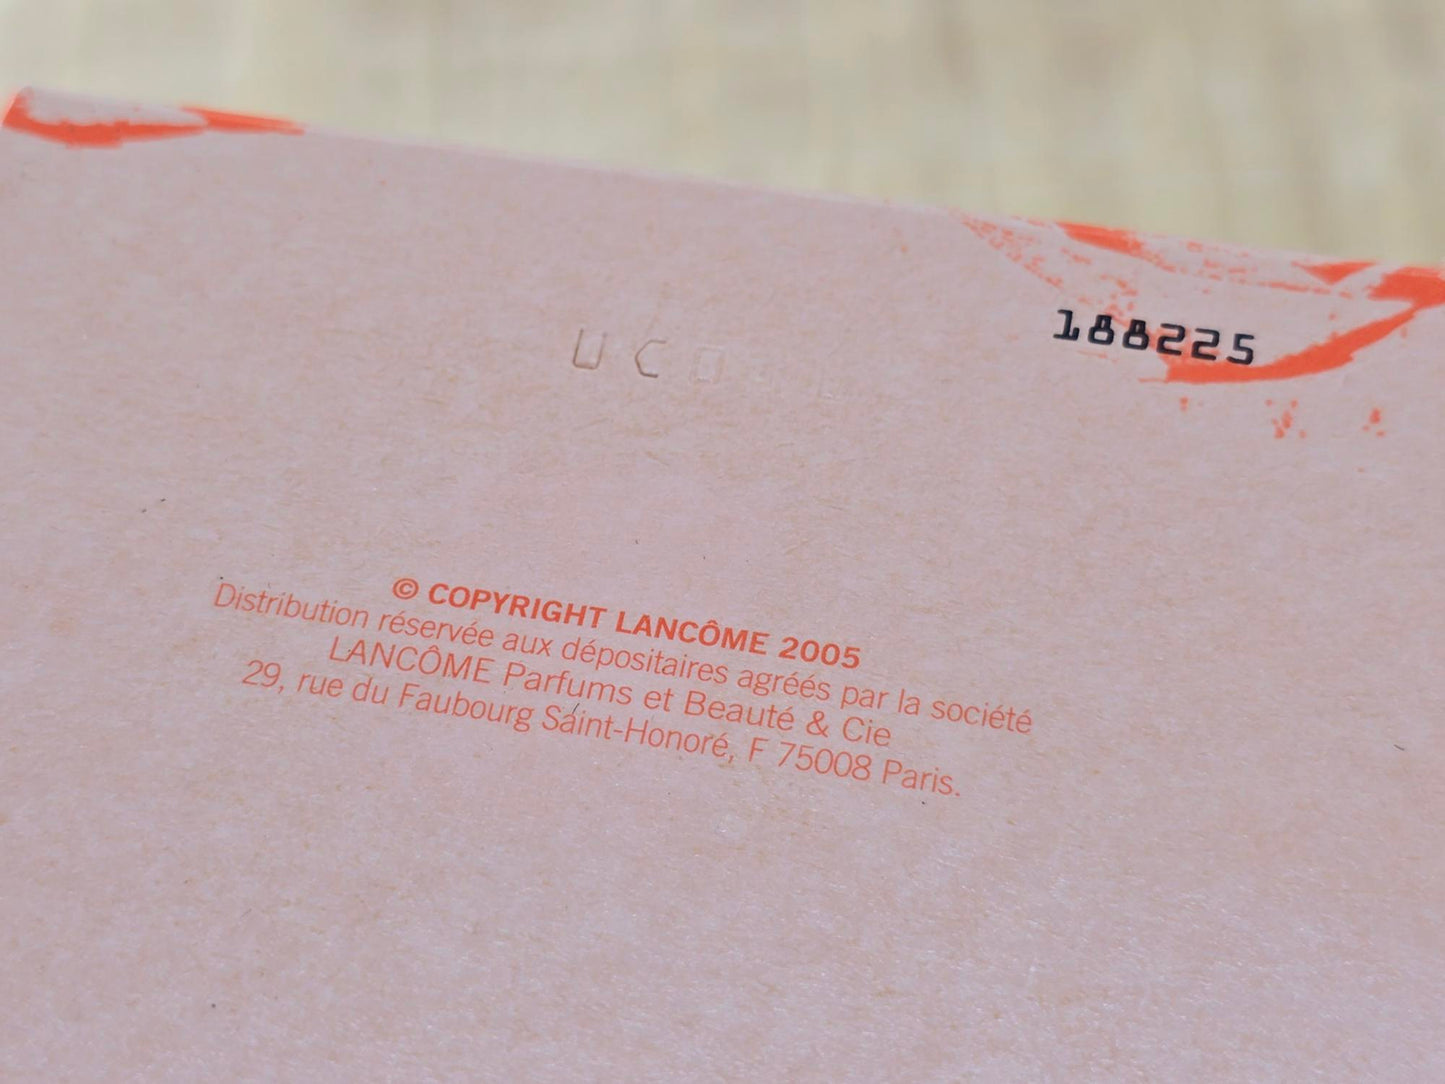 188225
UC
© COPYRIGHT LANCÔME 2005
Distribution réservée aux dépositaires agréés par la société
LANCÔME Parfums et Beauté & Cie
29, rue du Faubourg Saint-Honoré, F 75008 Paris.